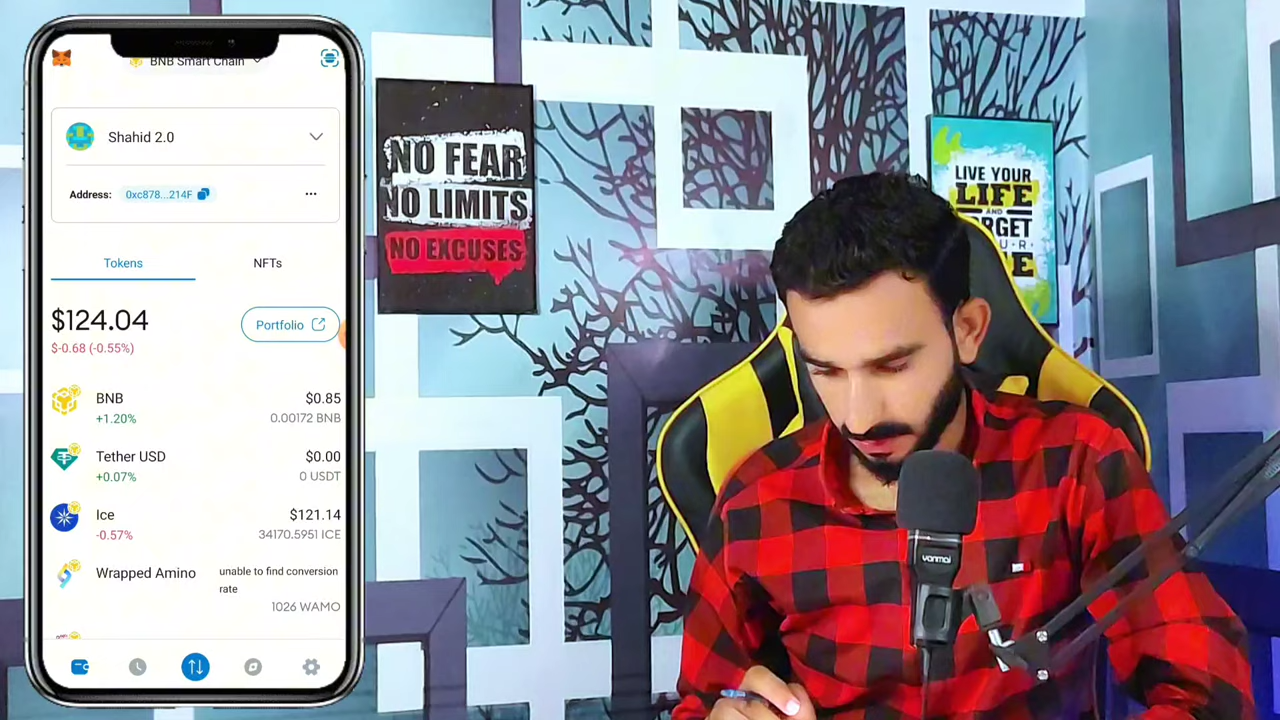 BNB Smart Chain
Shahid 2.0
Address: 0xc878...214F
Tokens
NFTs
$124.04
Portfolio
$-0.68 (-0.55%)
BNB
$0.85
+1.20%
0.00172 BNB
Tether USD
$0.00
+0.07%
0 USDT
Ice
$121.14
-0.57%
34170.5951 ICE
Wrapped Amino
unable to find conversion
rate
1026 WAMO
NO FEAR
NO LIMITS
NO EXCUSES
LIVE YOUR
LIFE
AND
vanmai